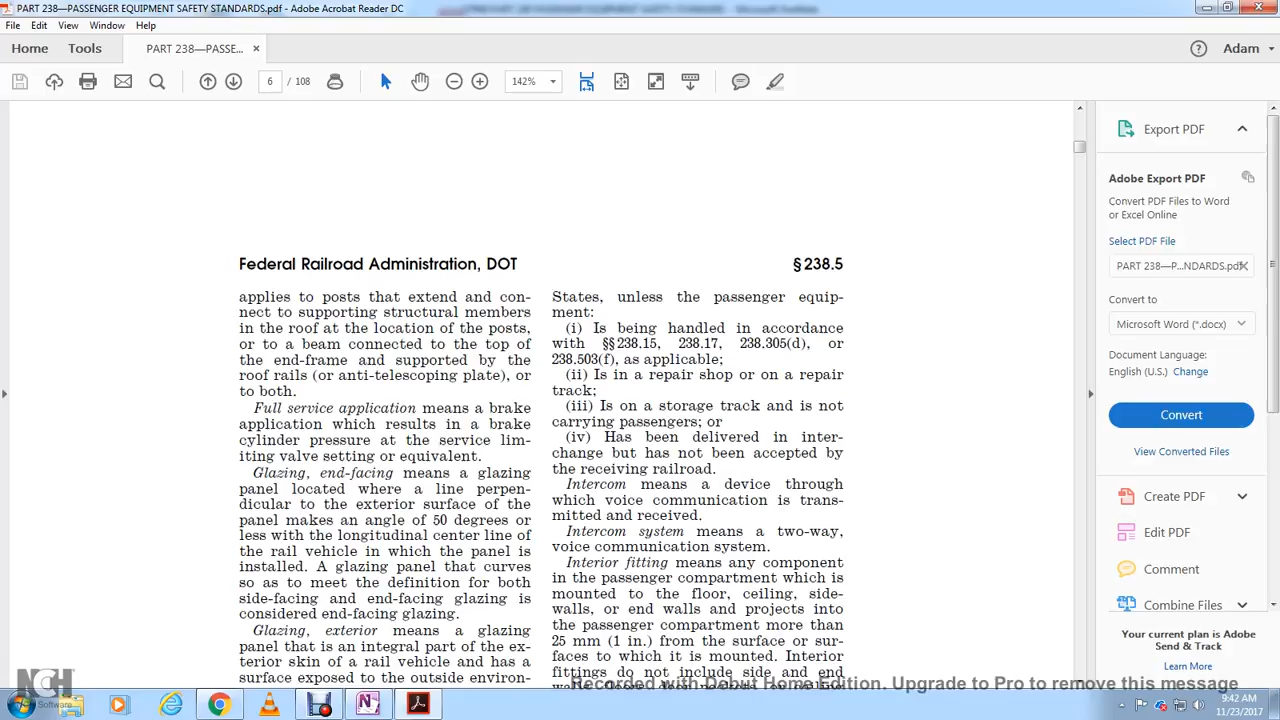 PART 238—PASSENGER EQUIPMENT SAFETY STANDARDS.pdf - Adobe Acrobat Reader DC
File Edit View Window Help
Home Tools PART 238—PASSE... × Adam
6 / 108 142%
Federal Railroad Administration, DOT § 238.5
applies to posts that extend and con-
nect to supporting structural members
in the roof at the location of the posts,
or to a beam connected to the top of
the end-frame and supported by the
roof rails (or anti-telescoping plate), or
to both.
Full service application means a brake
application which results in a brake
cylinder pressure at the service lim-
iting valve setting or equivalent.
Glazing, end-facing means a glazing
panel located where a line perpen-
dicular to the exterior surface of the
panel makes an angle of 50 degrees or
less with the longitudinal center line of
the rail vehicle in which the panel is
installed. A glazing panel that curves
so as to meet the definition for both
side-facing and end-facing glazing is
considered end-facing glazing.
Glazing, exterior means a glazing
panel that is an integral part of the ex-
terior skin of a rail vehicle and has a
surface exposed to the outside environ-
States, unless the passenger equip-
ment:
(i) Is being handled in accordance
with §§238.15, 238.17, 238.305(d), or
238.503(f), as applicable;
(ii) Is in a repair shop or on a repair
track;
(iii) Is on a storage track and is not
carrying passengers; or
(iv) Has been delivered in inter-
change but has not been accepted by
the receiving railroad.
Intercom means a device through
which voice communication is trans-
mitted and received.
Intercom system means a two-way,
voice communication system.
Interior fitting means any component
in the passenger compartment which is
mounted to the floor, ceiling, side-
walls, or end walls and projects into
the passenger compartment more than
25 mm (1 in.) from the surface or sur-
faces to which it is mounted. Interior
fittings do not include side and end
Export PDF
Adobe Export PDF
Convert PDF Files to Word
or Excel Online
Select PDF File
PART 238—P...NDARDS.pdf
Convert to
Microsoft Word (*.docx)
Document Language:
English (U.S.) Change
Convert
View Converted Files
Create PDF
Edit PDF
Comment
Combine Files
Your current plan is Adobe
Send & Track
Learn More
Recorded with Debut Home Edition. Upgrade to Pro to remove this message
NCH
Software
9:42 AM
11/23/2017